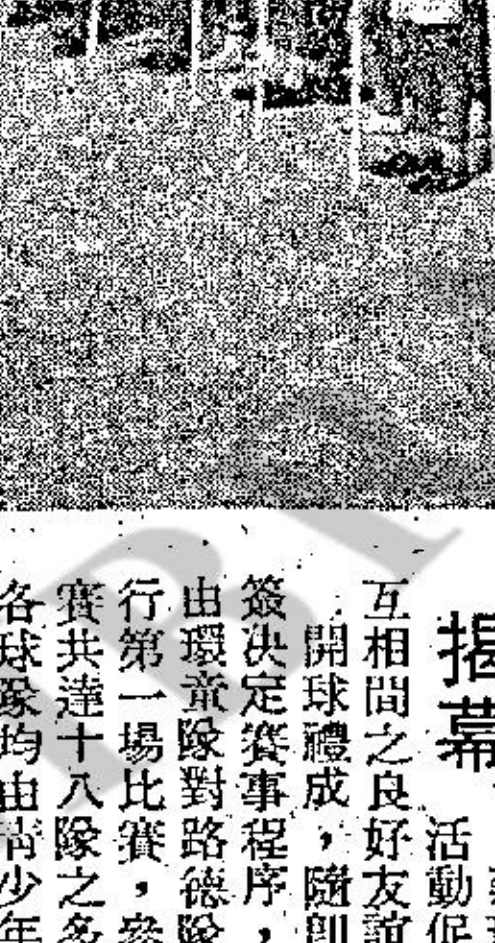 揭幕
活動促
互相間之良好友誼
開球禮成，隨即
簽決定賽事程序，
由環童隊對路德隊
行第一場比賽，參
賽共達十八隊之多
各球隊均由青少年